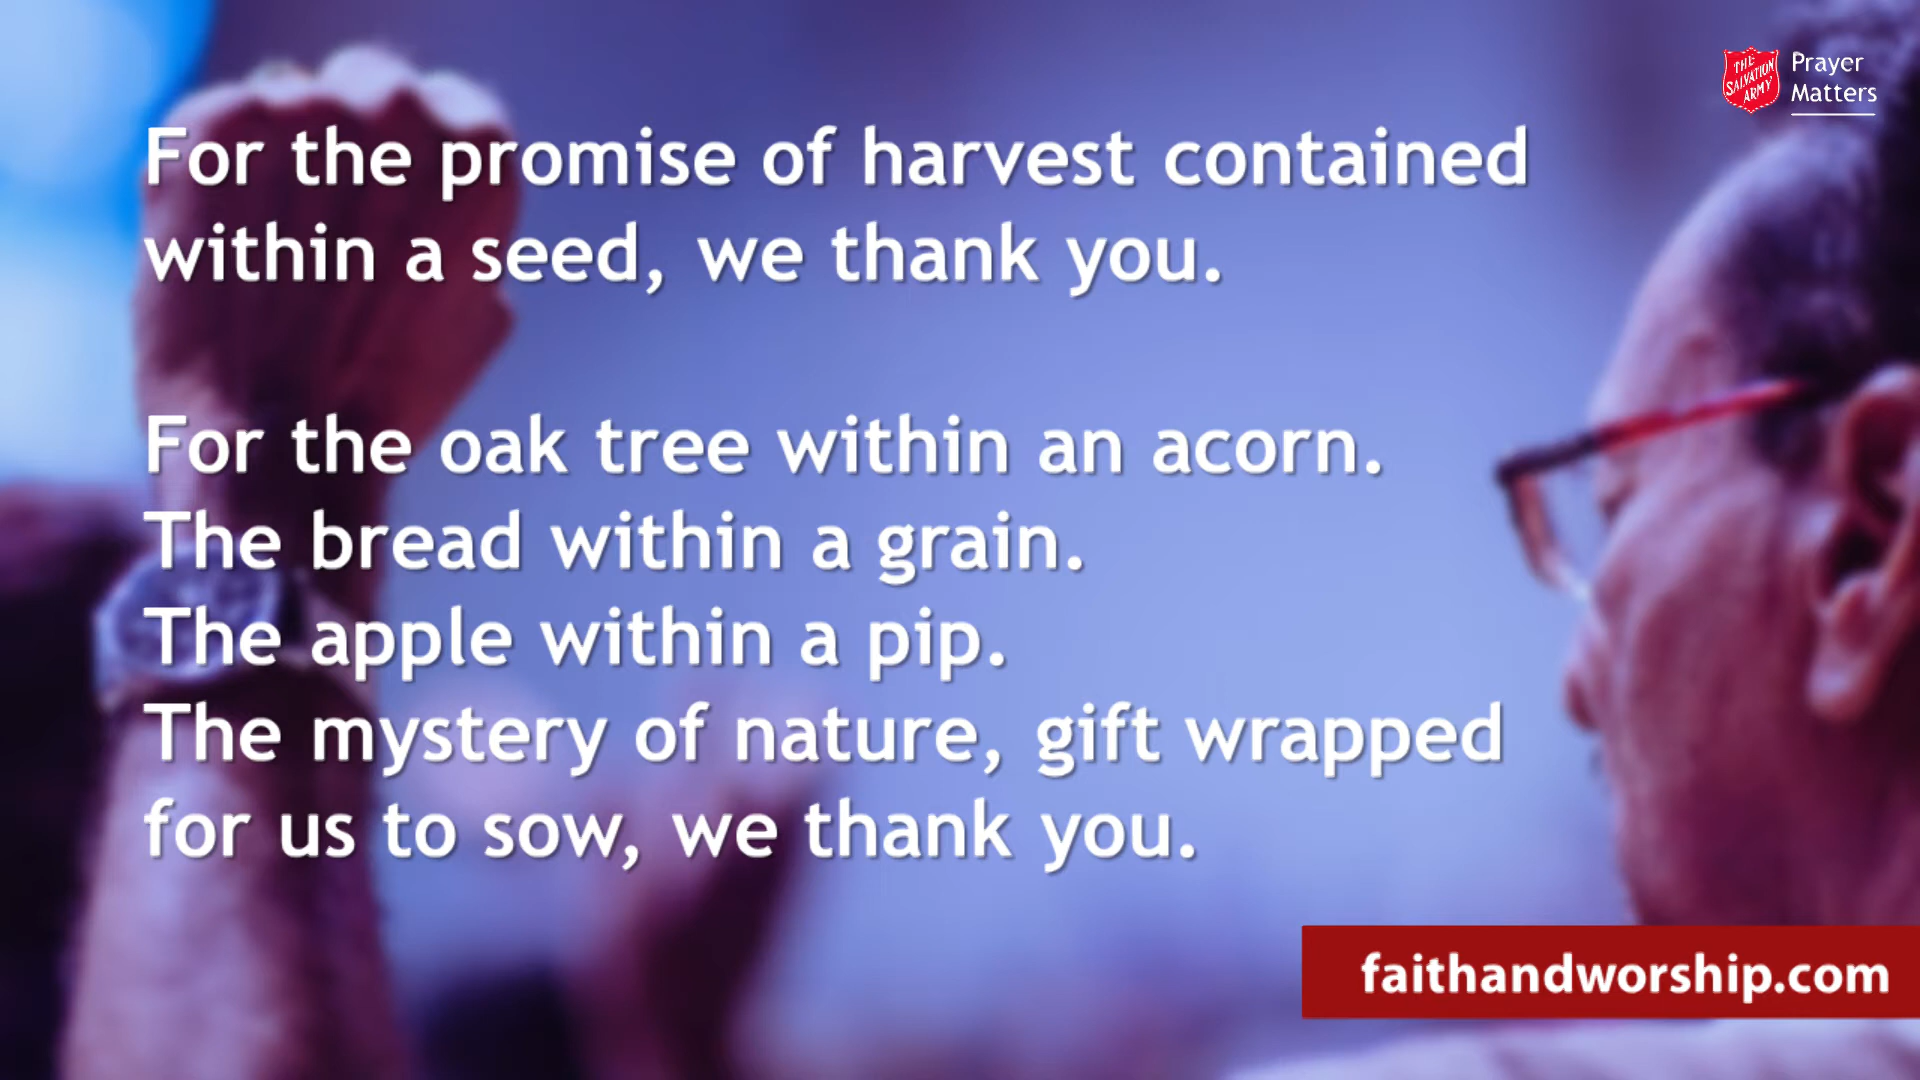 THE
SALVATION
ARMY
Prayer
Matters
For the promise of harvest contained
within a seed, we thank you.
For the oak tree within an acorn.
The bread within a grain.
The apple within a pip.
The mystery of nature, gift wrapped
for us to sow, we thank you.
faithandworship.com